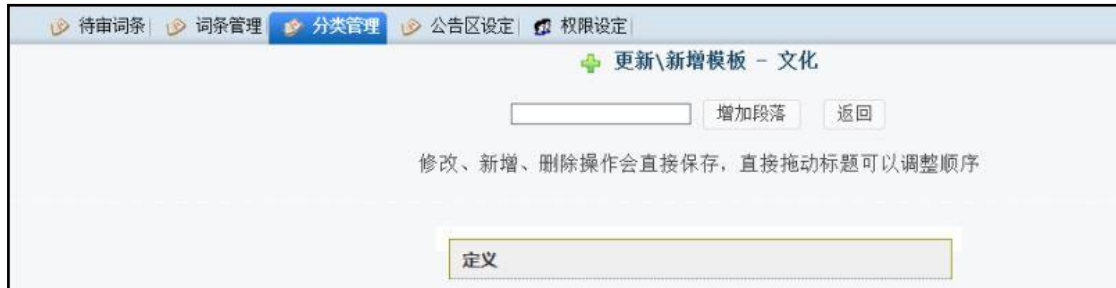 待审词条 词条管理 分类管理 公告区设定 权限设定
更新\新增模板 - 文化
增加段落 返回
修改、新增、删除操作会直接保存，直接拖动标题可以调整顺序
定义